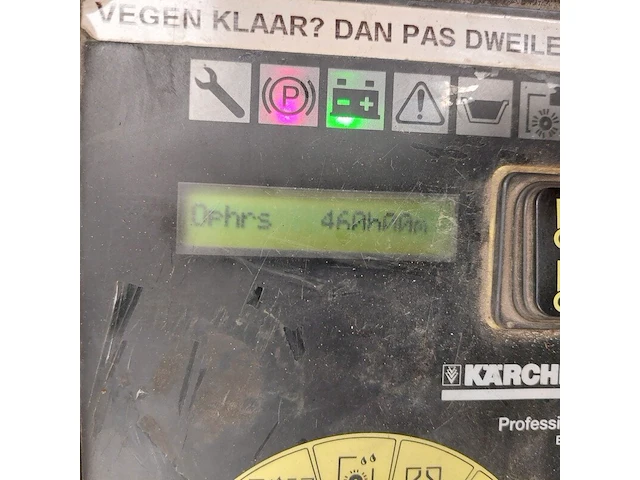 VEGEN KLAAR? DAN PAS DWEILE
P
Ophrs 460h00m
KÄRCH
Professi